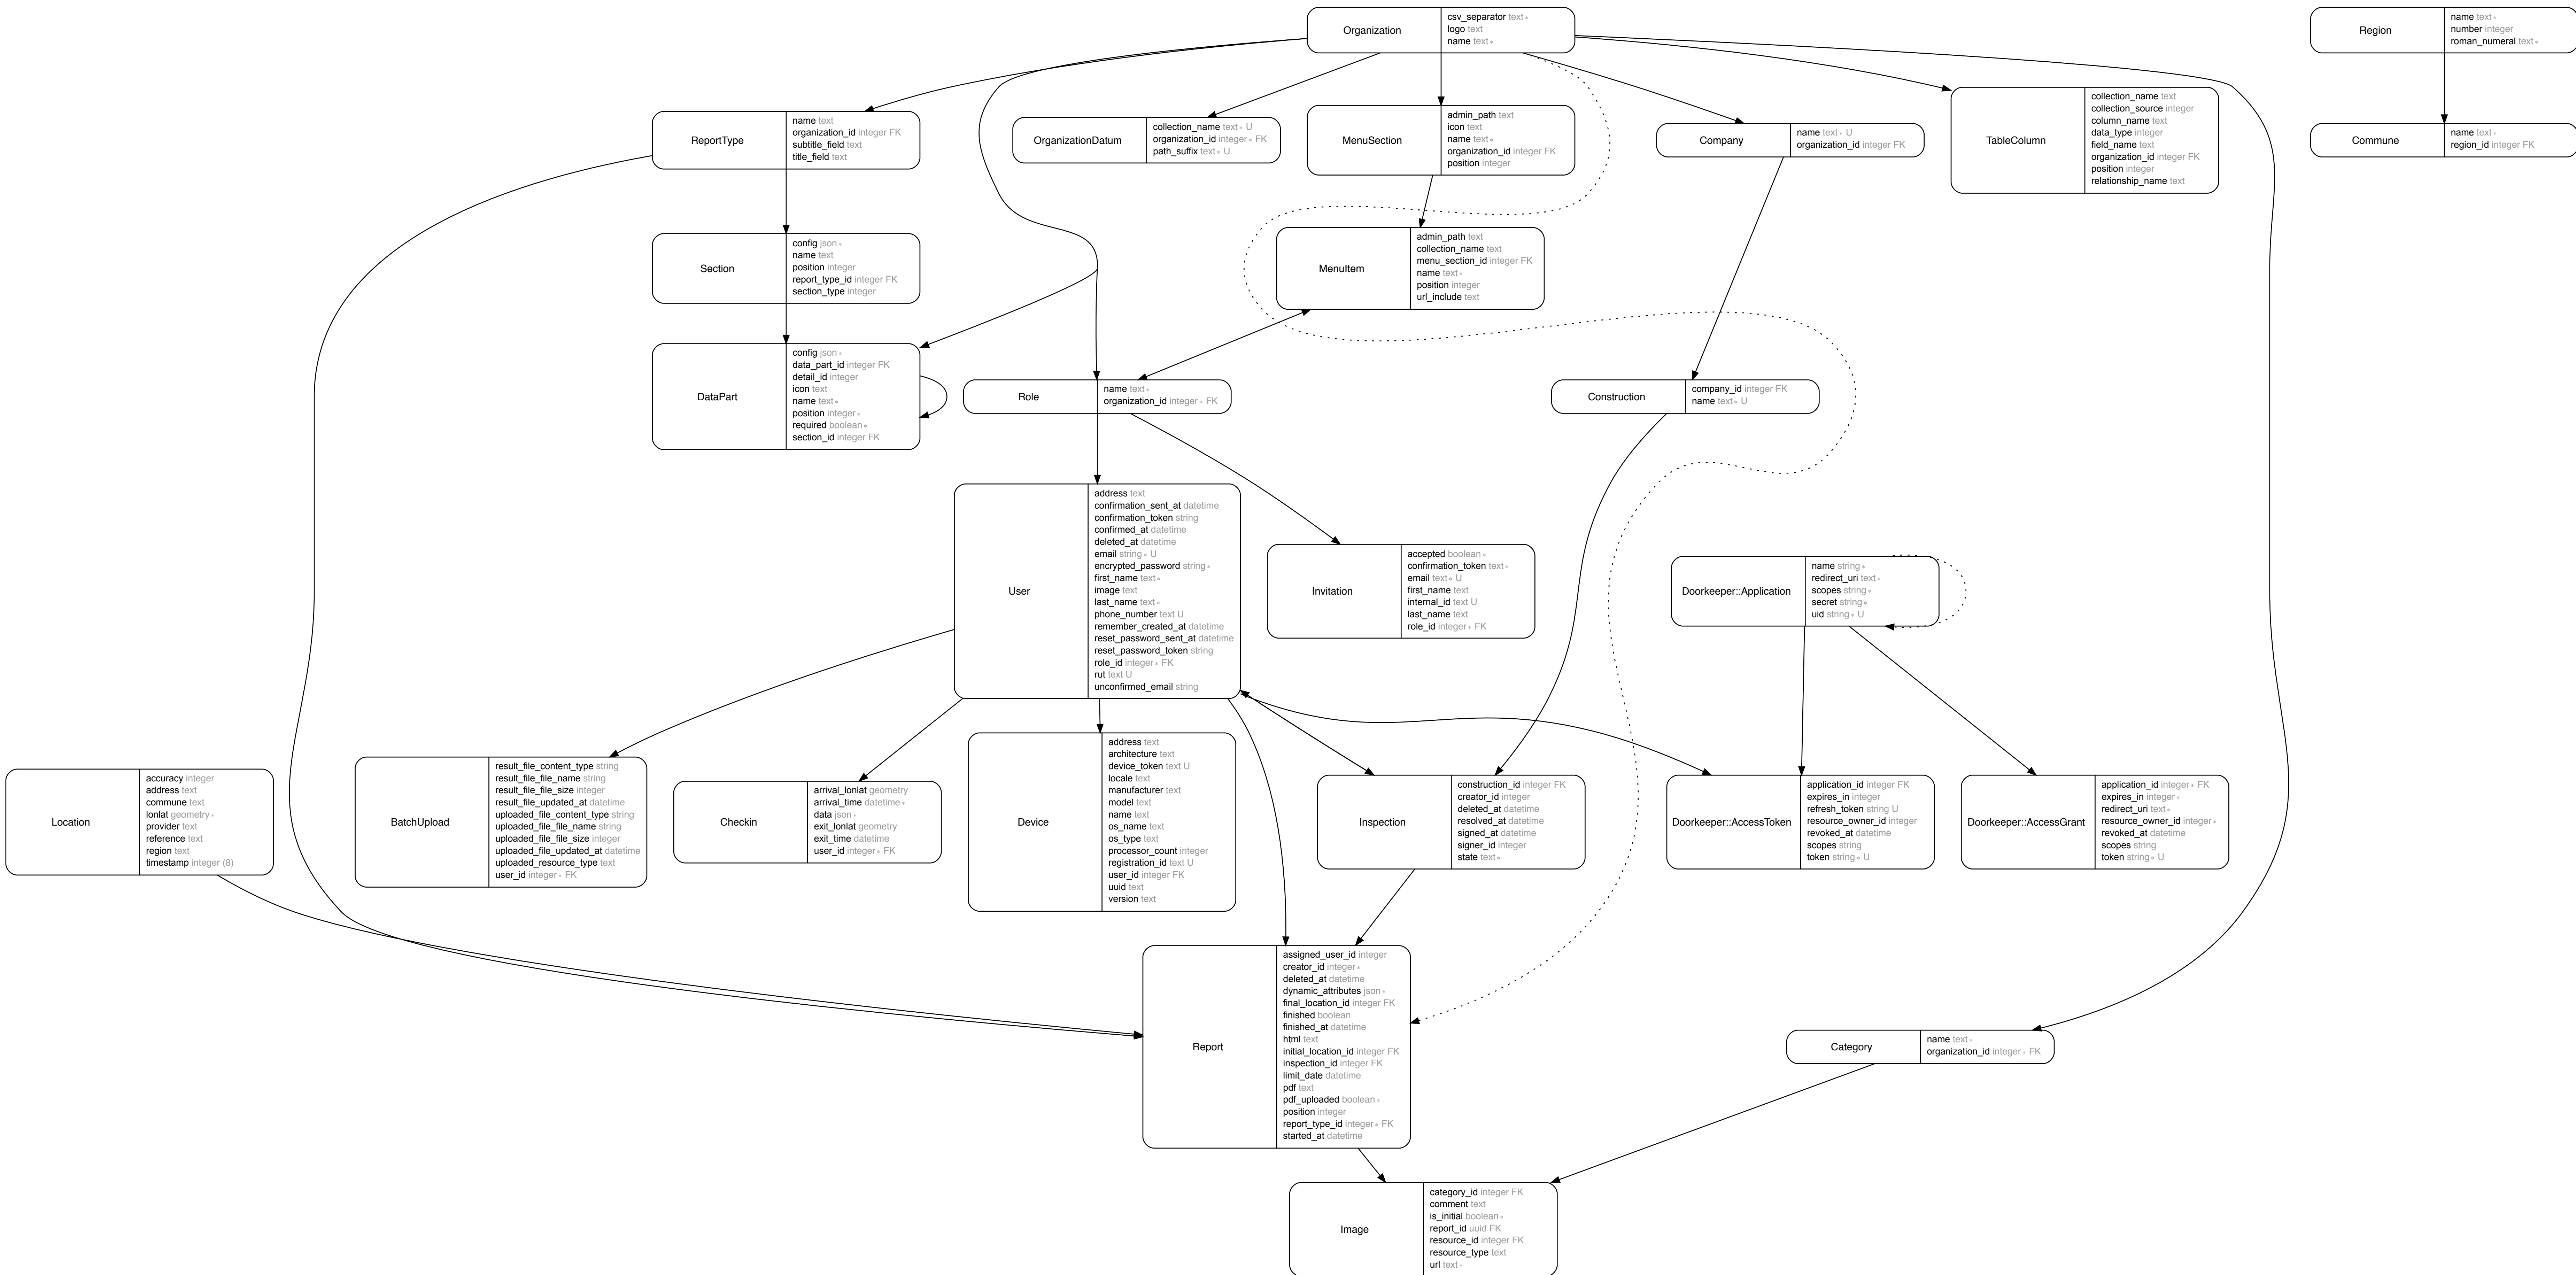 Organization
csv_separator text ∗
logo text
name text ∗
Region
name text ∗
number integer
roman_numeral text ∗
ReportType
name text
organization_id integer FK
subtitle_field text
title_field text
OrganizationDatum
collection_name text ∗ U
organization_id integer ∗ FK
path_suffix text ∗ U
MenuSection
admin_path text
icon text
name text ∗
organization_id integer FK
position integer
Company
name text ∗ U
organization_id integer FK
TableColumn
collection_name text
collection_source integer
column_name text
data_type integer
field_name text
organization_id integer FK
position integer
relationship_name text
Commune
name text ∗
region_id integer FK
Section
config json ∗
name text
position integer
report_type_id integer FK
section_type integer
MenuItem
admin_path text
collection_name text
menu_section_id integer FK
name text ∗
position integer
url_include text
DataPart
config json ∗
data_part_id integer FK
detail_id integer
icon text
name text ∗
position integer ∗
required boolean ∗
section_id integer FK
Role
name text ∗
organization_id integer ∗ FK
Construction
company_id integer FK
name text ∗ U
User
address text
confirmation_sent_at datetime
confirmation_token string
confirmed_at datetime
deleted_at datetime
email string ∗ U
encrypted_password string ∗
first_name text ∗
image text
last_name text ∗
phone_number text U
remember_created_at datetime
reset_password_sent_at datetime
reset_password_token string
role_id integer ∗ FK
rut text U
unconfirmed_email string
Invitation
accepted boolean ∗
confirmation_token text ∗
email text ∗ U
first_name text
internal_id text U
last_name text
role_id integer ∗ FK
Doorkeeper::Application
name string ∗
redirect_uri text ∗
scopes string ∗
secret string ∗
uid string ∗ U
Location
accuracy integer
address text
commune text
lonlat geometry ∗
provider text
reference text
region text
timestamp integer (8)
BatchUpload
result_file_content_type string
result_file_file_name string
result_file_file_size integer
result_file_updated_at datetime
uploaded_file_content_type string
uploaded_file_file_name string
uploaded_file_file_size integer
uploaded_file_updated_at datetime
uploaded_resource_type text
user_id integer ∗ FK
Checkin
arrival_lonlat geometry
arrival_time datetime ∗
data json ∗
exit_lonlat geometry
exit_time datetime
user_id integer ∗ FK
Device
address text
architecture text
device_token text U
locale text
manufacturer text
model text
name text
os_name text
os_type text
processor_count integer
registration_id text U
user_id integer FK
uuid text
version text
Inspection
construction_id integer FK
creator_id integer
deleted_at datetime
resolved_at datetime
signed_at datetime
signer_id integer
state text ∗
Doorkeeper::AccessToken
application_id integer FK
expires_in integer
refresh_token string U
resource_owner_id integer
revoked_at datetime
scopes string
token string ∗ U
Doorkeeper::AccessGrant
application_id integer ∗ FK
expires_in integer ∗
redirect_uri text ∗
resource_owner_id integer ∗
revoked_at datetime
scopes string
token string ∗ U
Report
assigned_user_id integer
creator_id integer ∗
deleted_at datetime
dynamic_attributes json ∗
final_location_id integer FK
finished boolean
finished_at datetime
html text
initial_location_id integer FK
inspection_id integer FK
limit_date datetime
pdf text
pdf_uploaded boolean ∗
position integer
report_type_id integer ∗ FK
started_at datetime
Category
name text ∗
organization_id integer ∗ FK
Image
category_id integer FK
comment text
is_initial boolean ∗
report_id uuid FK
resource_id integer FK
resource_type text
url text ∗